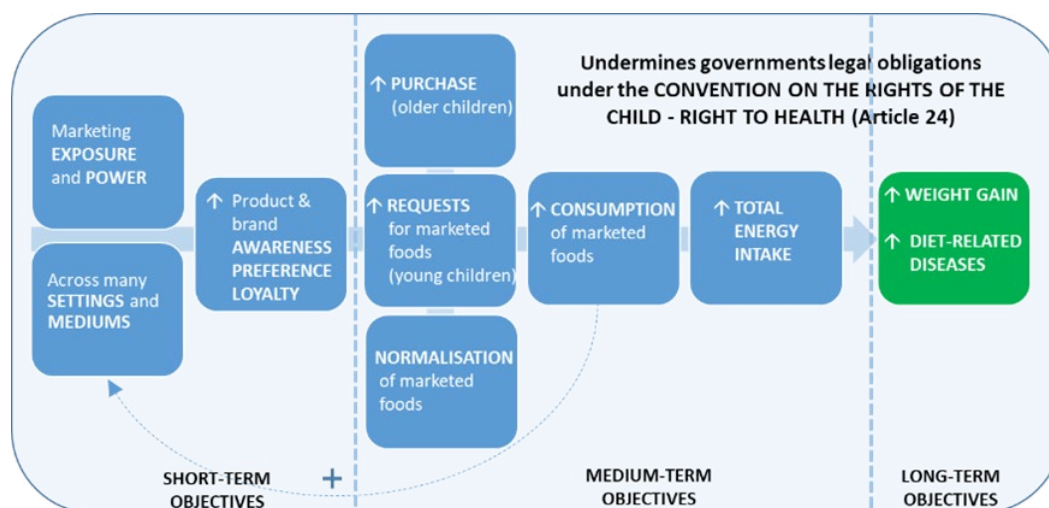 Undermines governments legal obligations
under the CONVENTION ON THE RIGHTS OF THE
CHILD - RIGHT TO HEALTH (Article 24)
Marketing
EXPOSURE
and POWER
Across many
SETTINGS and
MEDIUMS
↑ Product &
brand
AWARENESS
PREFERENCE
LOYALTY
↑ PURCHASE
(older children)
↑ REQUESTS
for marketed
foods
(young children)
NORMALISATION
of marketed
foods
↑ CONSUMPTION
of marketed
foods
↑ TOTAL
ENERGY
INTAKE
↑ WEIGHT GAIN
↑ DIET-RELATED
DISEASES
SHORT-TERM
OBJECTIVES
+
MEDIUM-TERM
OBJECTIVES
LONG-TERM
OBJECTIVES